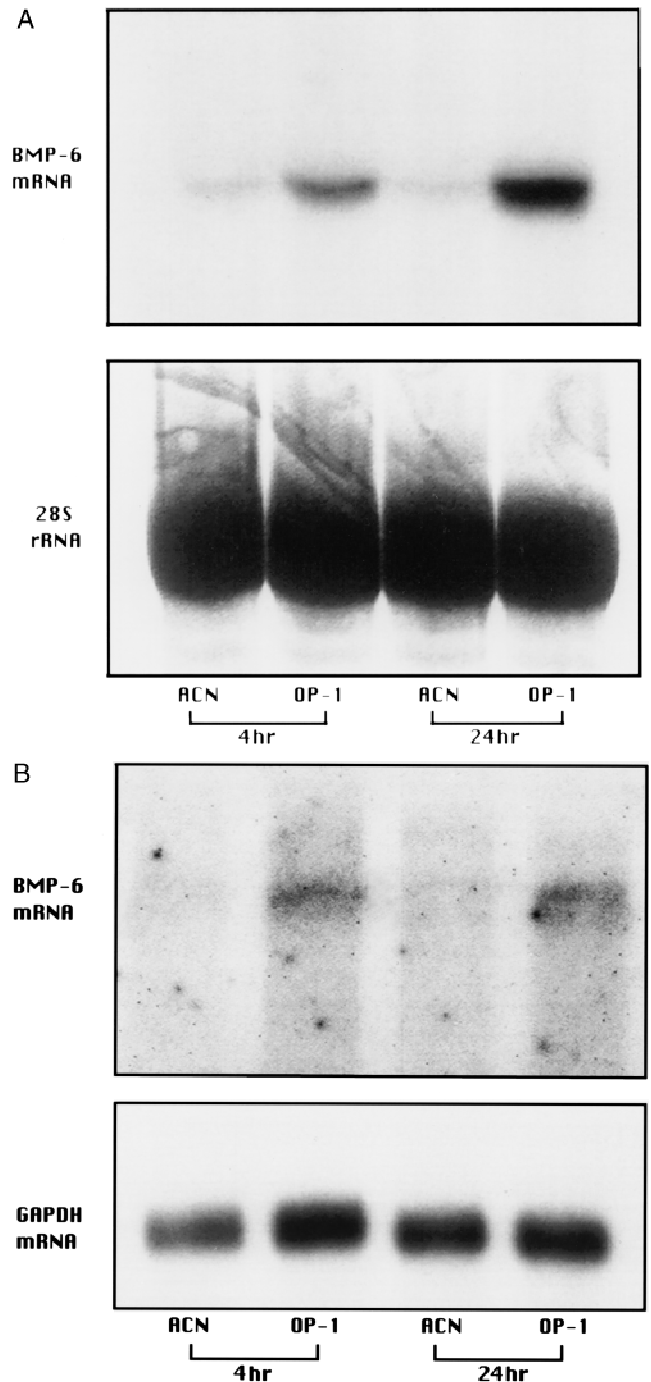 A
BMP-6
mRNA
28S
rRNA
ACN OP-1 ACN OP-1
4hr 24hr
B
BMP-6
mRNA
GAPDH
mRNA
ACN OP-1 ACN OP-1
4hr 24hr